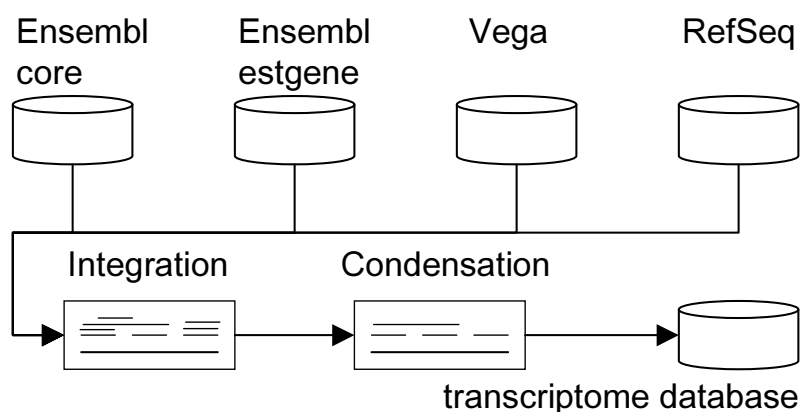 Ensembl core
Ensembl estgene
Vega
RefSeq
Integration
Condensation
transcriptome database